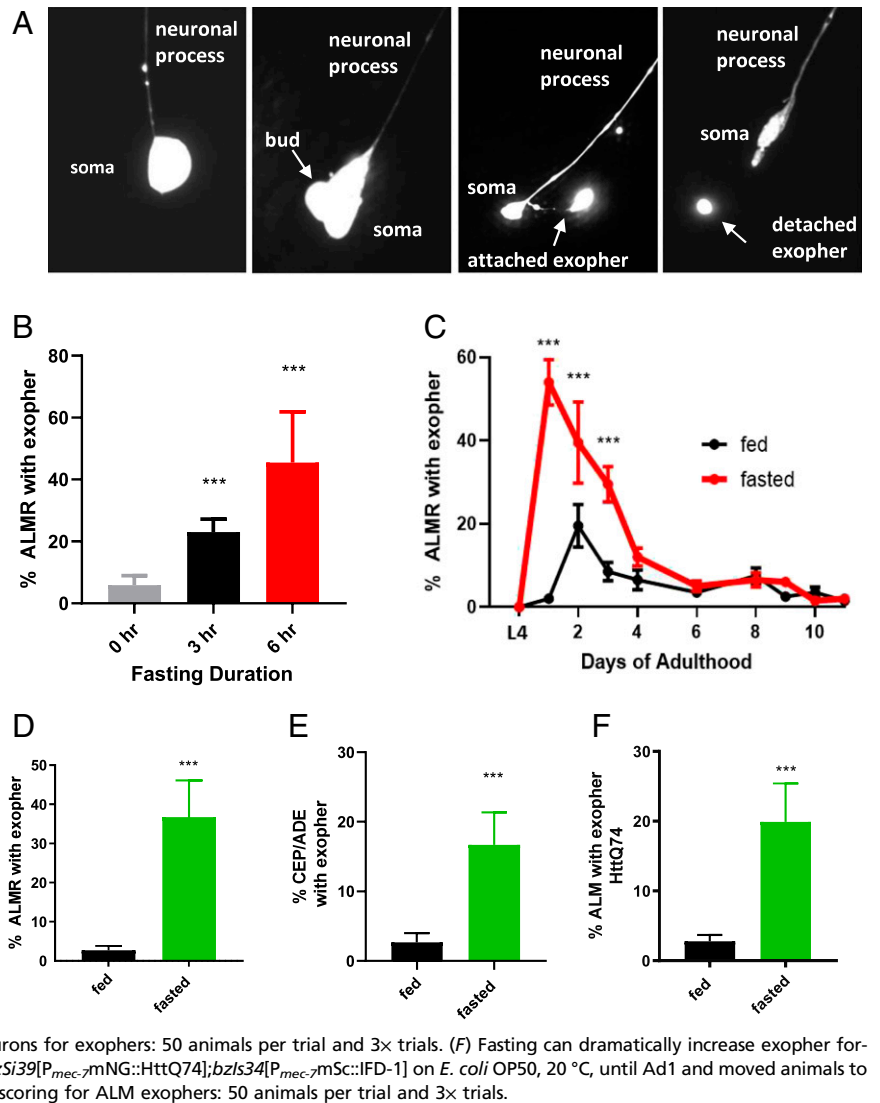 A
neuronal
process
soma
neuronal
process
bud
soma
neuronal
process
soma
attached exopher
neuronal
process
soma
detached
exopher
B
% ALMR with exopher
80
60
40
20
0
***
***
0 hr
3 hr
6 hr
Fasting Duration
C
% ALMR with exopher
60
40
20
0
***
***
***
fed
fasted
L4
2
4
6
8
10
Days of Adulthood
D
% ALMR with exopher
50
40
30
20
10
0
***
fed
fasted
E
% CEP/ADE
with exopher
30
20
10
0
***
fed
fasted
F
% ALM with exopher
HttQ74
30
20
10
0
***
fed
fasted
urons for exophers: 50 animals per trial and 3× trials. (F) Fasting can dramatically increase exopher for-
zSi39[Pmec-7mNG::HttQ74];bzIs34[Pmec-7mSc::IFD-1] on E. coli OP50, 20 °C, until Ad1 and moved animals to
scoring for ALM exophers: 50 animals per trial and 3× trials.